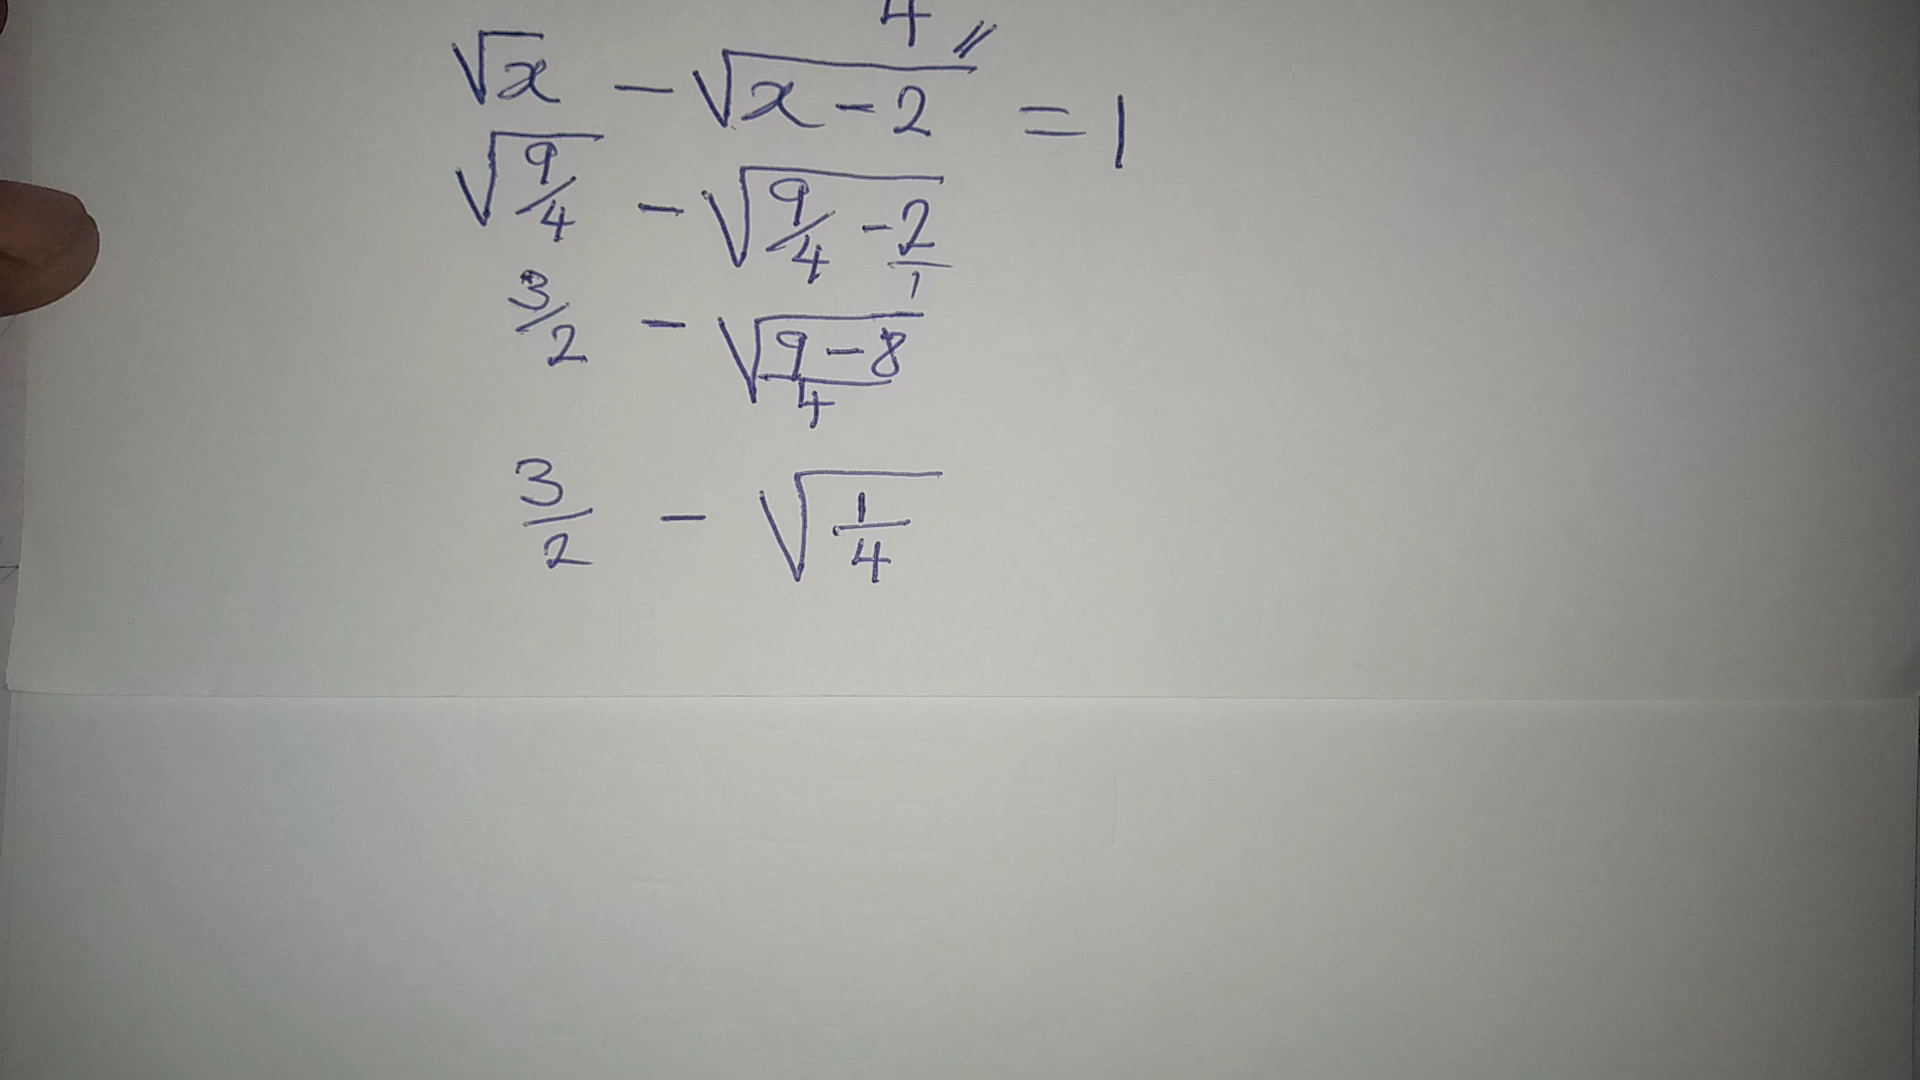 4 //
√x − √(x − 2) = 1
√(9/4) − √(9/4 − 2/1)
3/2 − √((9 − 8)/4)
3/2 − √(1/4)